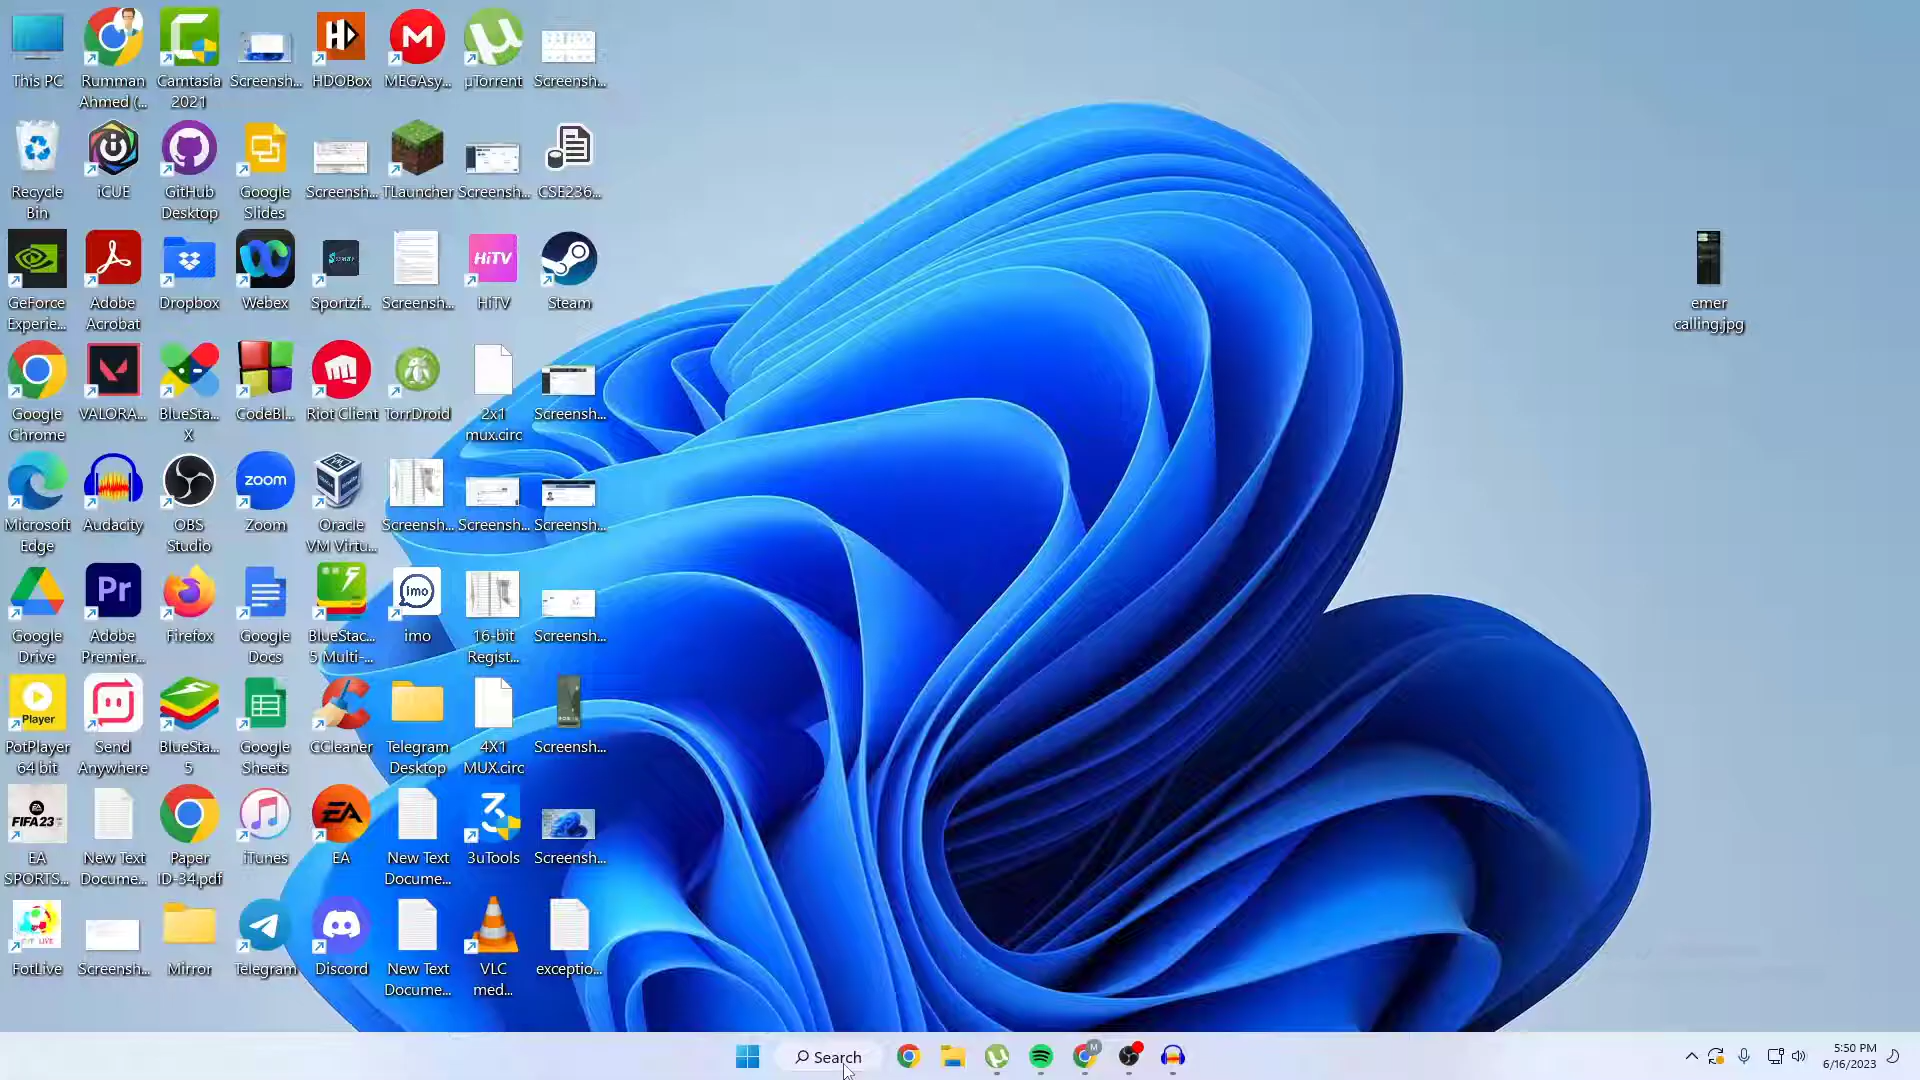 This PC
Rumman
Ahmed (...
Camtasia
2021
Screensh...
HDOBox
MEGAsy...
µTorrent
Screensh...
Recycle
Bin
iCUE
GitHub
Desktop
Google
Slides
Screensh...
TLauncher
Screensh...
CSE236...
GeForce
Experie...
Adobe
Acrobat
Dropbox
Webex
Sportzf...
Screensh...
HiTV
HiTV
Steam
emer
calling.jpg
Google
Chrome
VALORA...
BlueSta...
X
CodeBl...
Riot Client
TorrDroid
2x1
mux.circ
Screensh...
Microsoft
Edge
Audacity
OBS
Studio
zoom
Zoom
Oracle
VM Virtu...
Screensh...
Screensh...
Screensh...
Google
Drive
Pr
Adobe
Premier...
Firefox
Google
Docs
BlueStac...
5 Multi-...
imo
imo
16-bit
Regist...
Screensh...
Player
PotPlayer
64 bit
Send
Anywhere
BlueSta...
5
Google
Sheets
CCleaner
Telegram
Desktop
4X1
MUX.circ
Screensh...
EA
FIFA 23
EA
SPORTS...
New Text
Docume...
Paper
ID-34.pdf
iTunes
EA
EA
New Text
Docume...
3uTools
Screensh...
FotLive
Screensh...
Mirror
Telegram
Discord
New Text
Docume...
VLC
med...
exceptio...
Search
M
5:50 PM
6/16/2023